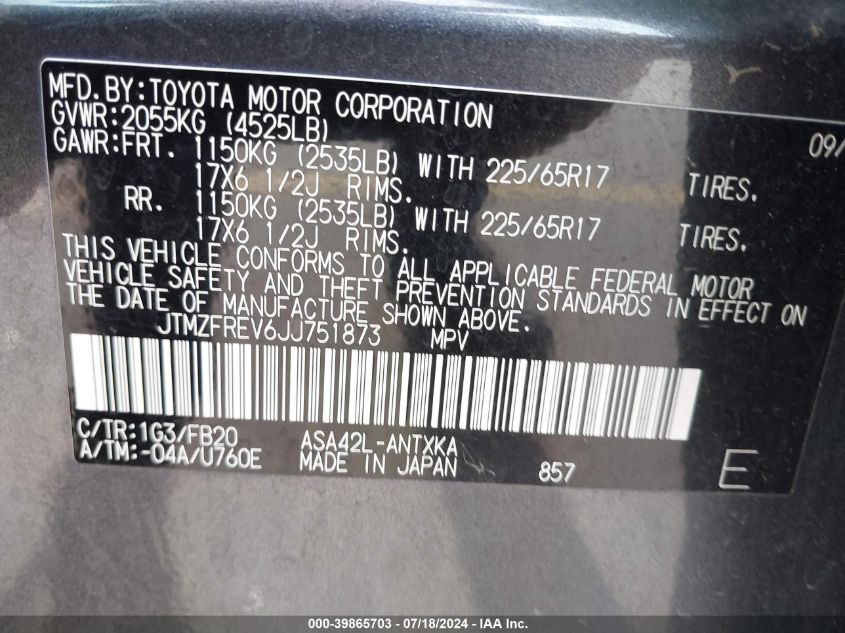 MFD.BY:TOYOTA MOTOR CORPORATION 09/
GVWR:2055KG (4525LB)
GAWR:FRT. 1150KG (2535LB) WITH 225/65R17 TIRES.
17X6 1/2J RIMS.
RR. 1150KG (2535LB) WITH 225/65R17 TIRES.
17X6 1/2J RIMS.
THIS VEHICLE CONFORMS TO ALL APPLICABLE FEDERAL MOTOR
VEHICLE SAFETY AND THEFT PREVENTION STANDARDS IN EFFECT ON
THE DATE OF MANUFACTURE SHOWN ABOVE.
JTMZFREV6JJ751873 MPV
C/TR:1G3/FB20 ASA42L-ANTXKA
A/TM:-04A/U760E MADE IN JAPAN 857 E
000-39865703 - 07/18/2024 - IAA, Inc.